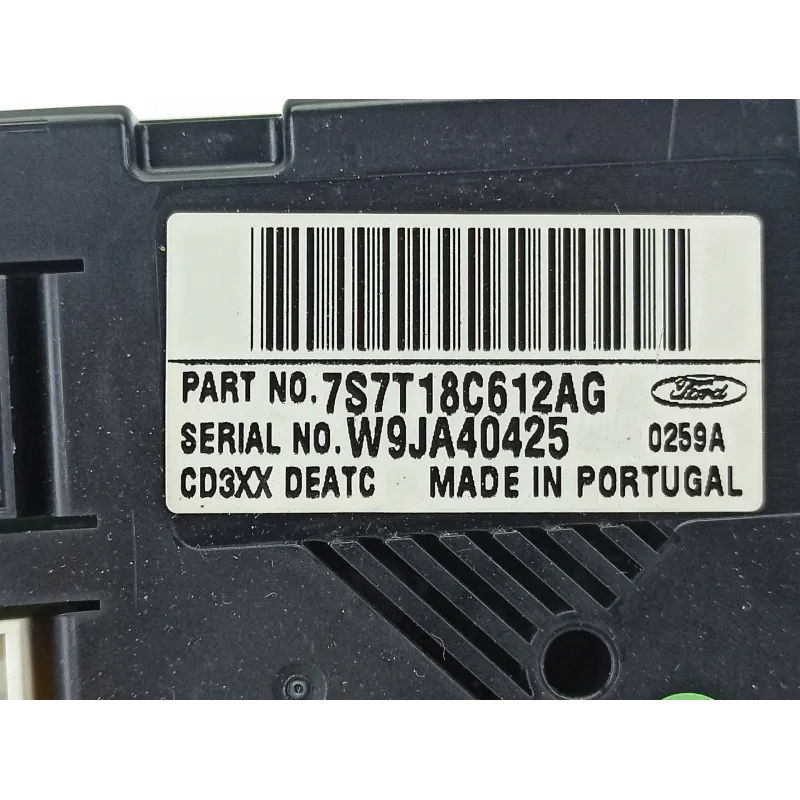 PART NO. 7S7T18C612AG Ford
SERIAL NO. W9JA40425 0259A
CD3XX DEATC MADE IN PORTUGAL